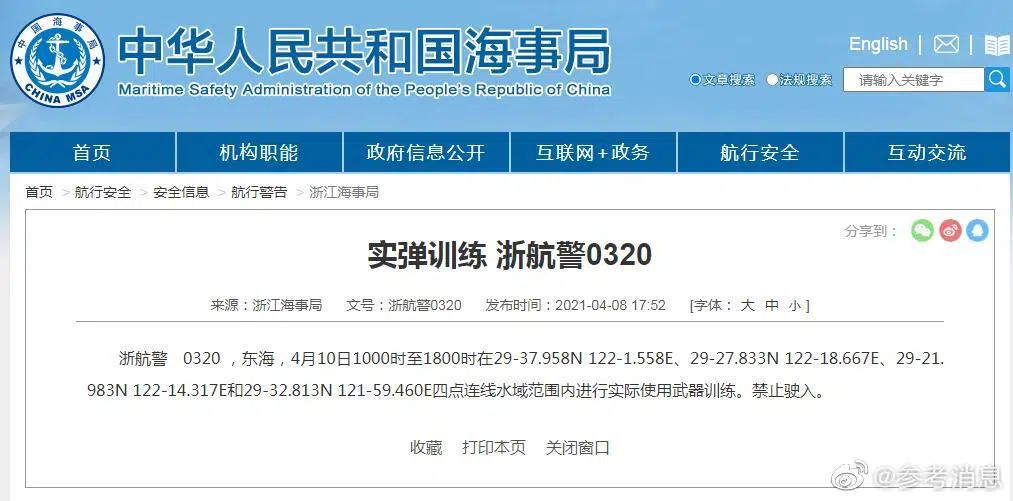 中国海事局
CHINA MSA
中华人民共和国海事局
Maritime Safety Administration of the People's Republic of China
English
文章搜索 法规搜索 请输入关键字
首页 机构职能 政府信息公开 互联网+政务 航行安全 互动交流
首页 > 航行安全 > 安全信息 > 航行警告 > 浙江海事局
分享到：
实弹训练 浙航警0320
来源：浙江海事局 文号：浙航警0320 发布时间：2021-04-08 17:52 [字体： 大 中 小 ]
浙航警 0320 ，东海，4月10日1000时至1800时在29-37.958N 122-1.558E、29-27.833N 122-18.667E、29-21.
983N 122-14.317E和29-32.813N 121-59.460E四点连线水域范围内进行实际使用武器训练。禁止驶入。
收藏 打印本页 关闭窗口
@参考消息